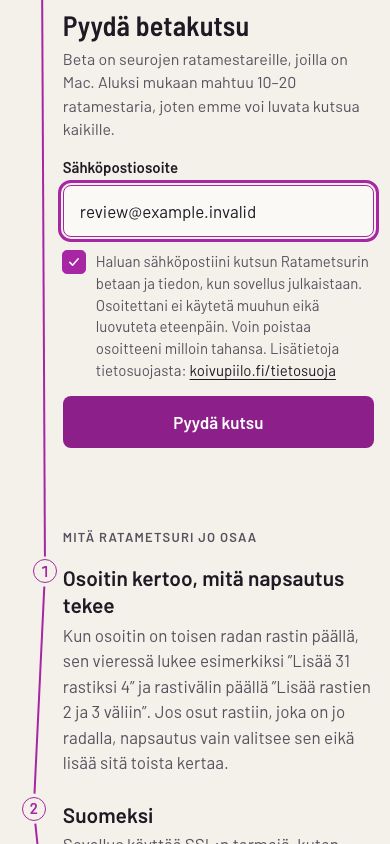 Pyydä betakutsu
Beta on seurojen ratamestareille, joilla on
Mac. Aluksi mukaan mahtuu 10–20
ratamestaria, joten emme voi luvata kutsua
kaikille.
Sähköpostiosoite
review@example.invalid
Haluan sähköpostiini kutsun Ratametsurin
betaan ja tiedon, kun sovellus julkaistaan.
Osoitettani ei käytetä muuhun eikä
luovuteta eteenpäin. Voin poistaa
osoitteeni milloin tahansa. Lisätietoja
tietosuojasta: koivupiilo.fi/tietosuoja
Pyydä kutsu
MITÄ RATAMETSURI JO OSAA
1 Osoitin kertoo, mitä napsautus
tekee
Kun osoitin on toisen radan rastin päällä,
sen vieressä lukee esimerkiksi ”Lisää 31
rastiksi 4” ja rastivälin päällä ”Lisää rastien
2 ja 3 väliin”. Jos osut rastiin, joka on jo
radalla, napsautus vain valitsee sen eikä
lisää sitä toista kertaa.
2 Suomeksi
Sovellus käyttää SSL:n termejä, kuten